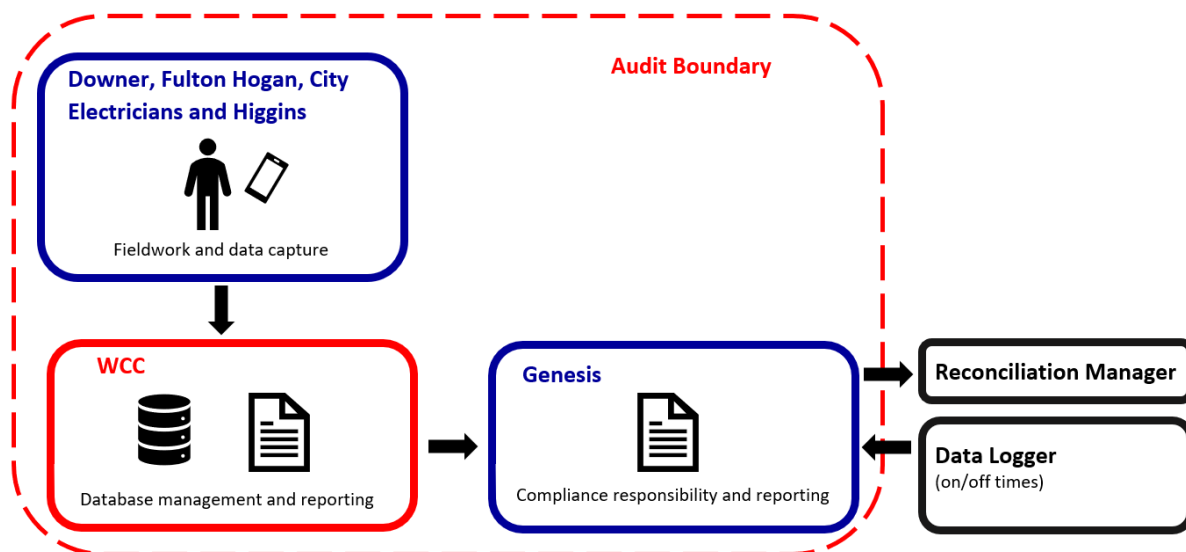 Audit Boundary
Downer, Fulton Hogan, City
Electricians and Higgins
Fieldwork and data capture
WCC
Database management and reporting
Genesis
Compliance responsibility and reporting
Reconciliation Manager
Data Logger
(on/off times)